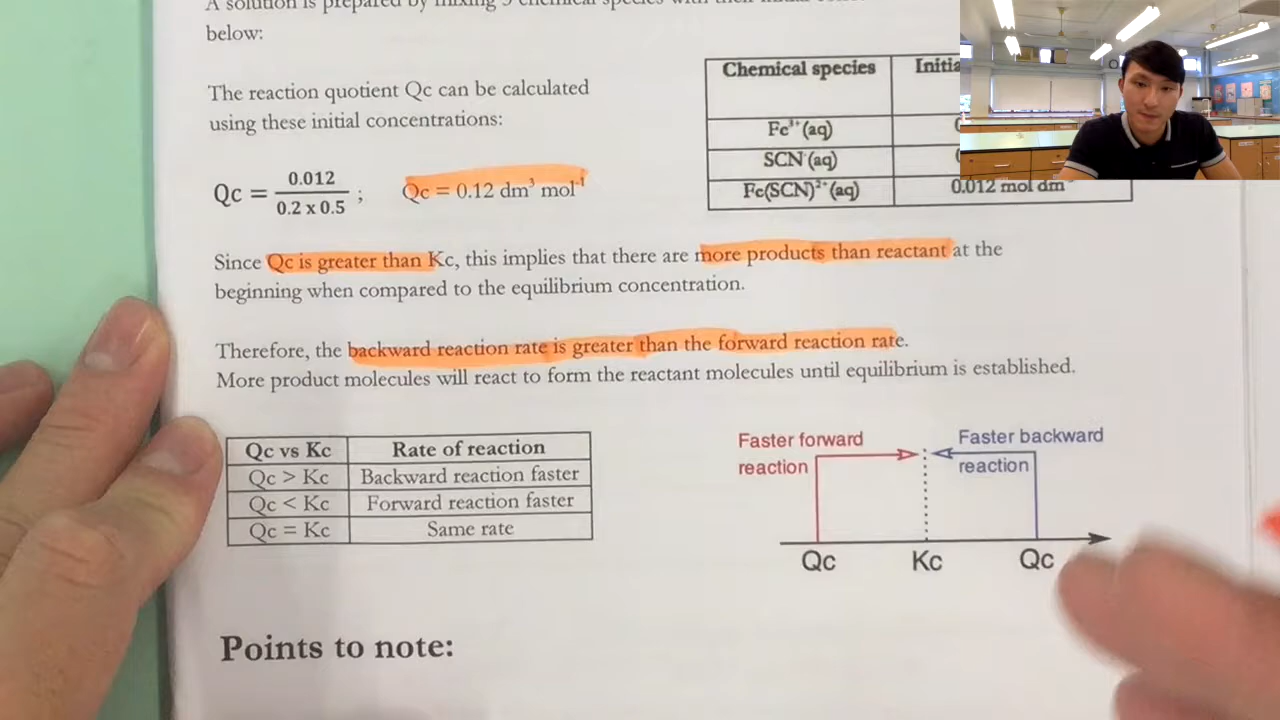 A solution is prepared by mixing 3 chemical species with their initial
below:
The reaction quotient Qc can be calculated
using these initial concentrations:
Qc = 0.012 / 0.2 x 0.5 ; Qc = 0.12 dm³ mol⁻¹
Chemical species Initia
Fe³⁺(aq)
SCN⁻(aq)
Fe(SCN)²⁺(aq) 0.012 mol dm
Since Qc is greater than Kc, this implies that there are more products than reactant at the
beginning when compared to the equilibrium concentration.
Therefore, the backward reaction rate is greater than the forward reaction rate.
More product molecules will react to form the reactant molecules until equilibrium is established.
Qc vs Kc Rate of reaction
Qc > Kc Backward reaction faster
Qc < Kc Forward reaction faster
Qc = Kc Same rate
Faster forward
reaction
Faster backward
reaction
Qc Kc Qc
Points to note: